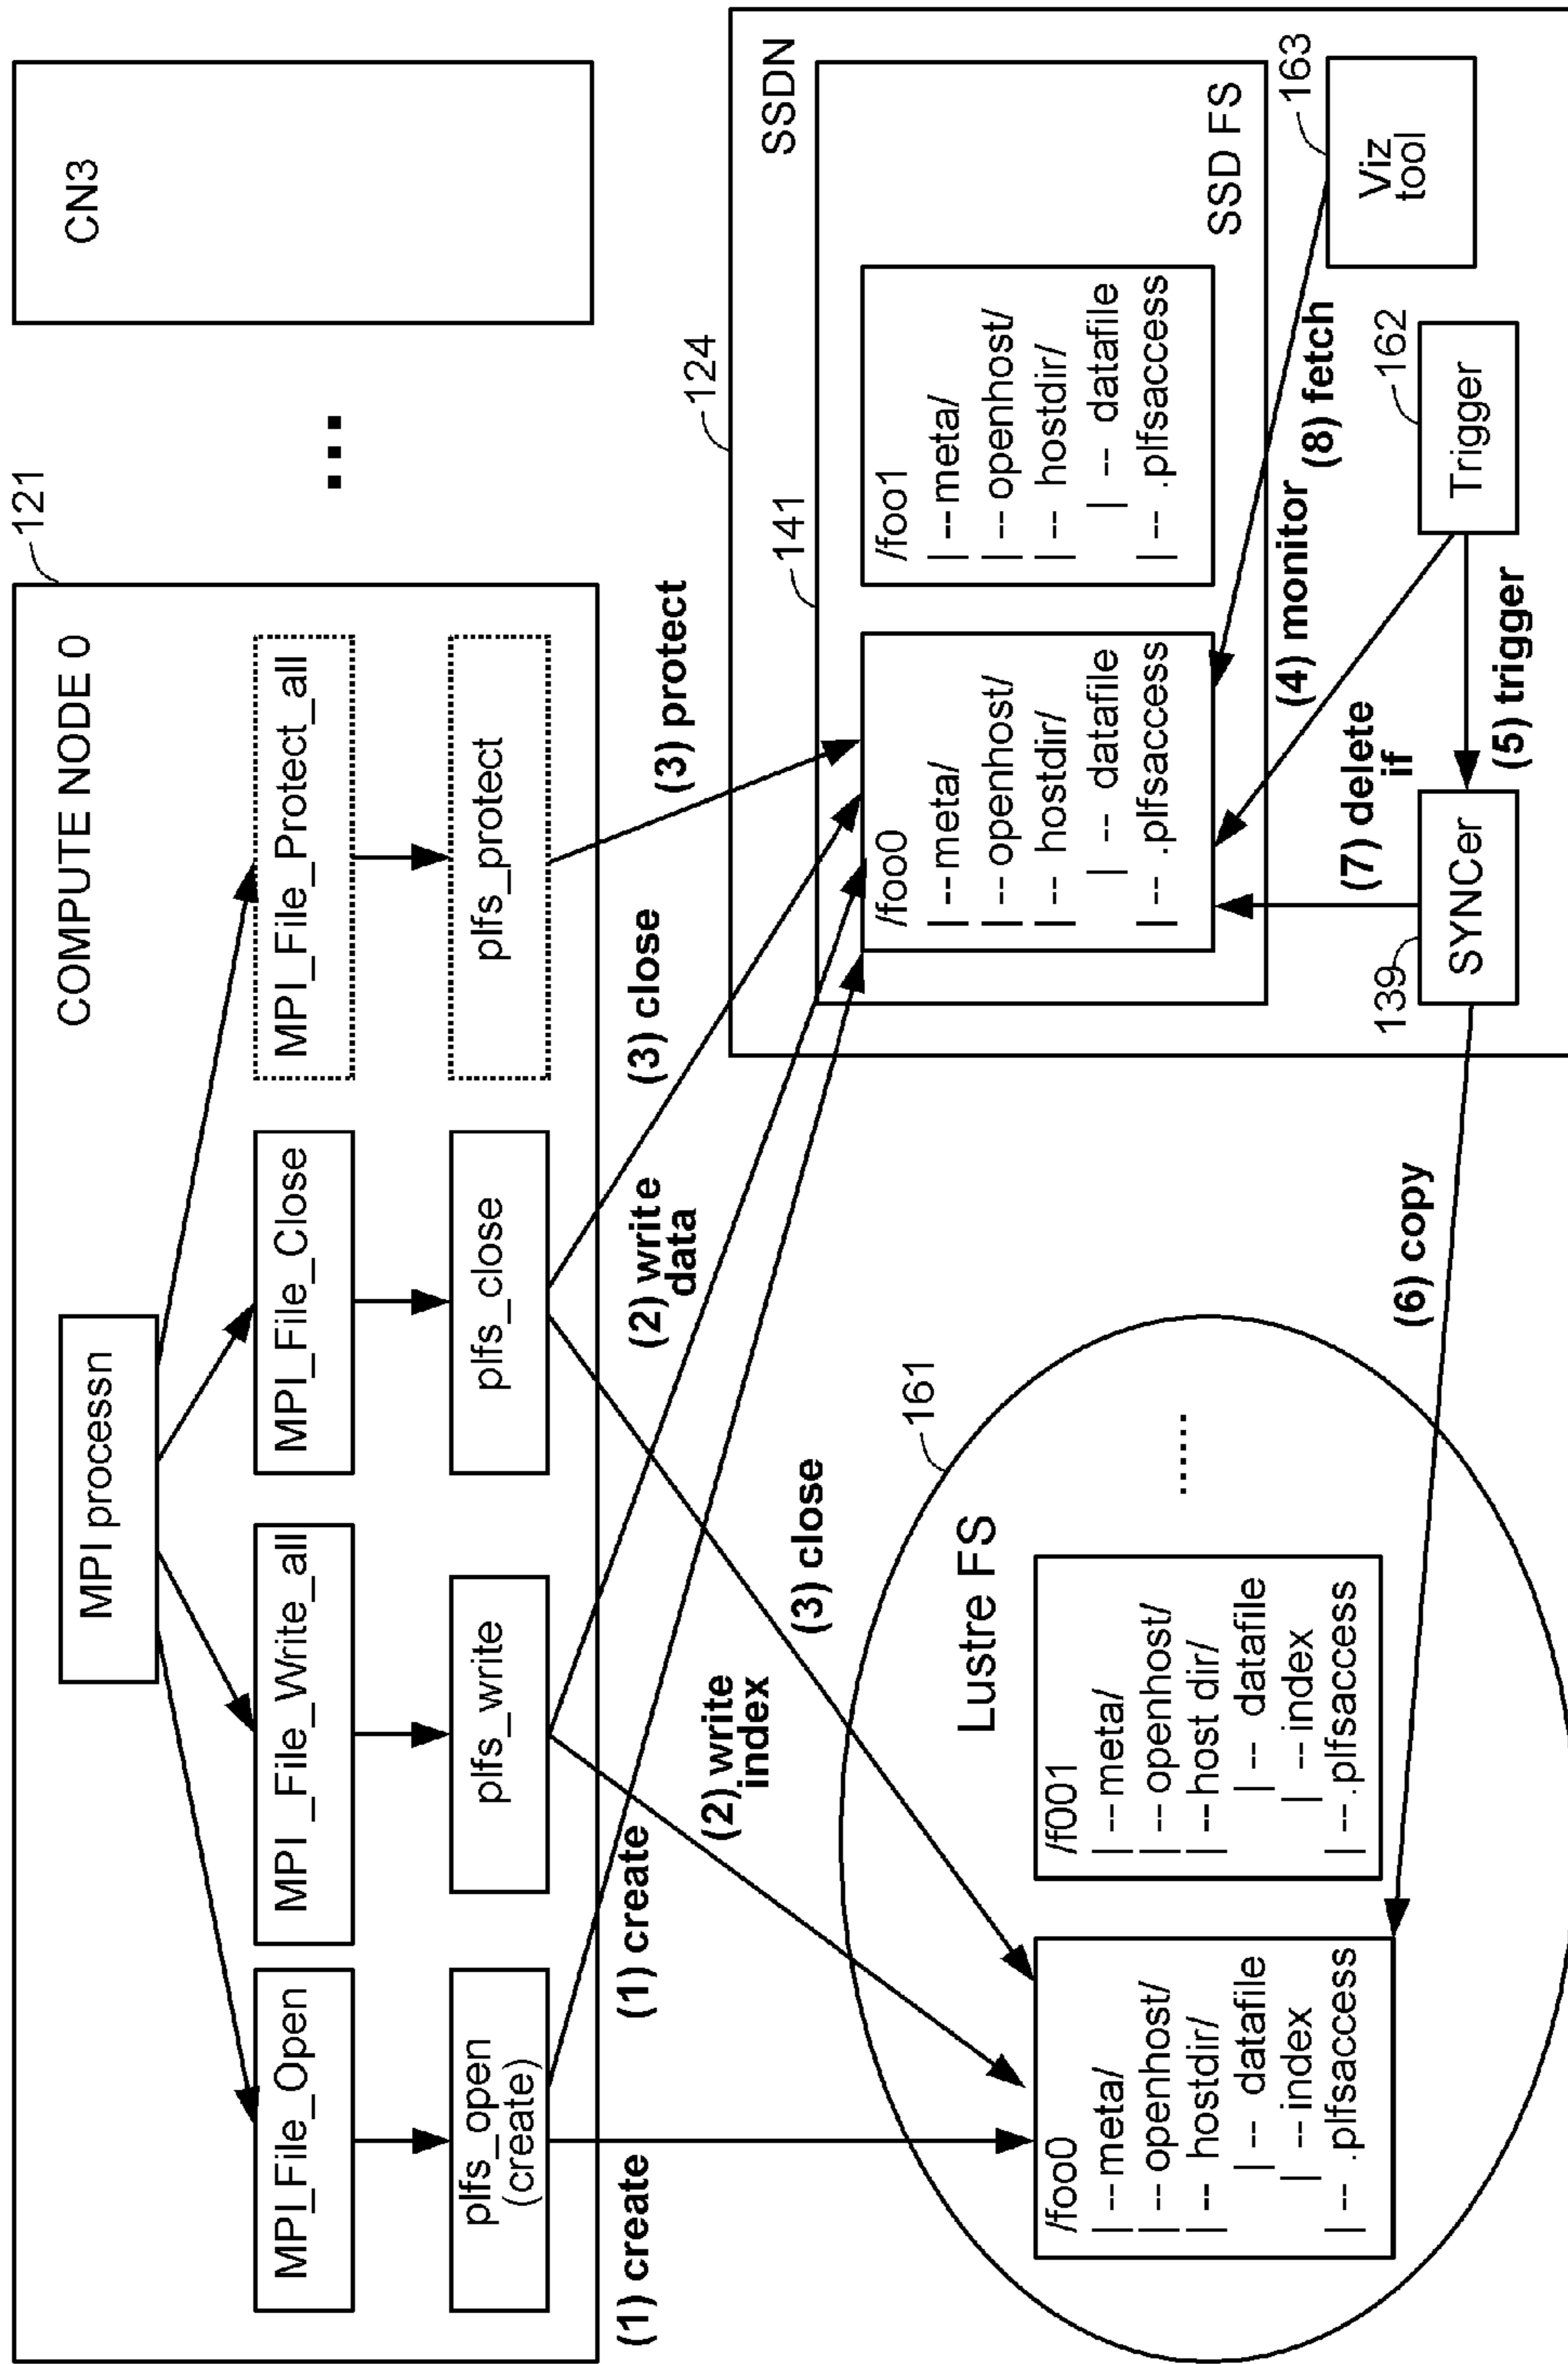 COMPUTE NODE 0
121
MPI processn
MPI_File_Open
MPI _File_Write_all
MPI_File_Close
MPI_File_Protect_all
plfs_open
(create)
plfs_write
plfs_close
plfs_protect
CN3
...
(1) create
(1) create
(2) write
index
(2) write
data
(3) close
(3) close
(3) protect
Lustre FS
161
/foo0
|--meta/
|-- openhost/
|-- hostdir/
| -- datafile
| -- index
|-- .plfsaccess
/f001
|--meta/
|-- openhost/
|-- host dir/
| -- datafile
| -- index
|-- .plfsaccess
......
124
SSDN
141
SSD FS
/foo0
|--meta/
|-- openhost/
|-- hostdir/
| -- datafile
|-- .plfsaccess
/foo1
|--meta/
|-- openhost/
|-- hostdir/
| -- datafile
|-- .plfsaccess
(6) copy
139
SYNCer
(7) delete
if
(4) monitor
(5) trigger
(8) fetch
162
Trigger
163
Viz
tool